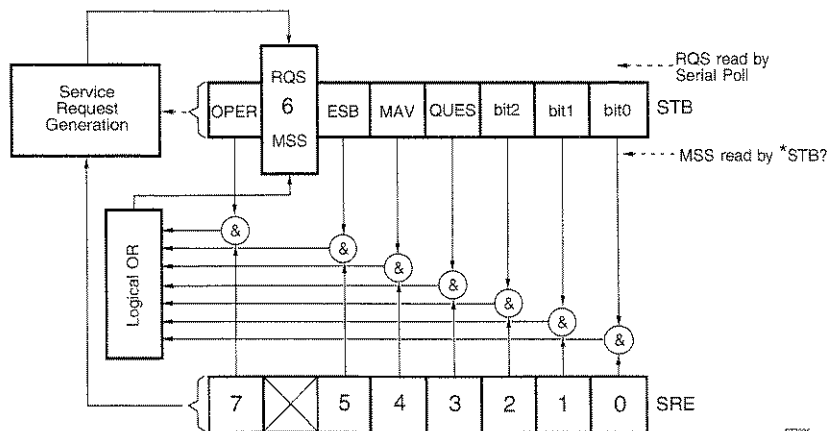 RQS read by
Serial Poll
Service
Request
Generation
OPER
RQS
6
MSS
ESB
MAV
QUES
bit2
bit1
bit0
STB
MSS read by *STB?
Logical OR
&
&
&
&
&
&
&
7
5
4
3
2
1
0
SRE